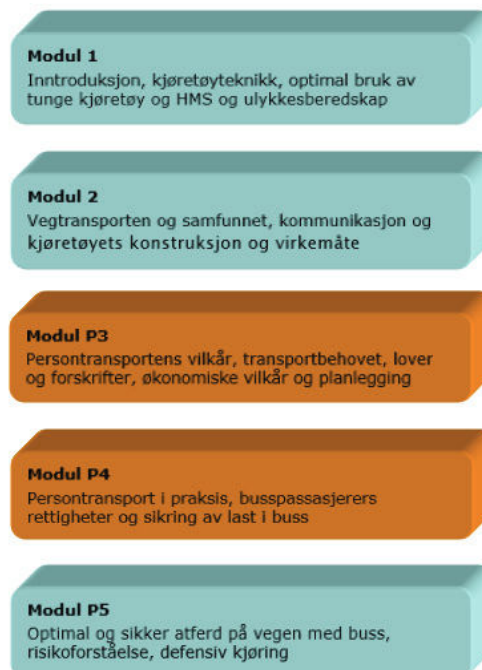 Modul 1
Inntroduksjon, kjøretøyteknikk, optimal bruk av
tunge kjøretøy og HMS og ulykkesberedskap
Modul 2
Vegtransporten og samfunnet, kommunikasjon og
kjøretøyets konstruksjon og virkemåte
Modul P3
Persontransportens vilkår, transportbehovet, lover
og forskrifter, økonomiske vilkår og planlegging
Modul P4
Persontransport i praksis, busspassasjerers
rettigheter og sikring av last i buss
Modul P5
Optimal og sikker atferd på vegen med buss,
risikoforståelse, defensiv kjøring